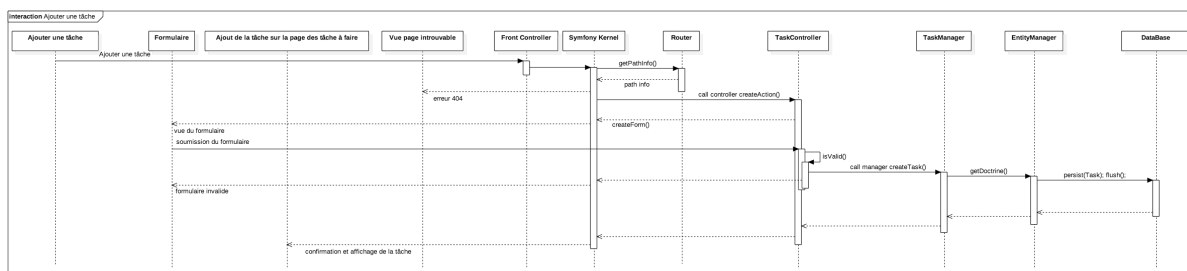 interaction Ajouter une tâche
Ajouter une tâche
Formulaire
Ajout de la tâche sur la page des tâche à faire
Vue page introuvable
Front Controller
Symfony Kernel
Router
TaskController
TaskManager
EntityManager
DataBase
Ajouter une tâche
getPathInfo()
path info
erreur 404
call controller createAction()
createForm()
vue du formulaire
soumission du formulaire
isValid()
call manager createTask()
getDoctrine()
persist(Task); flush();
formulaire invalide
confirmation et affichage de la tâche